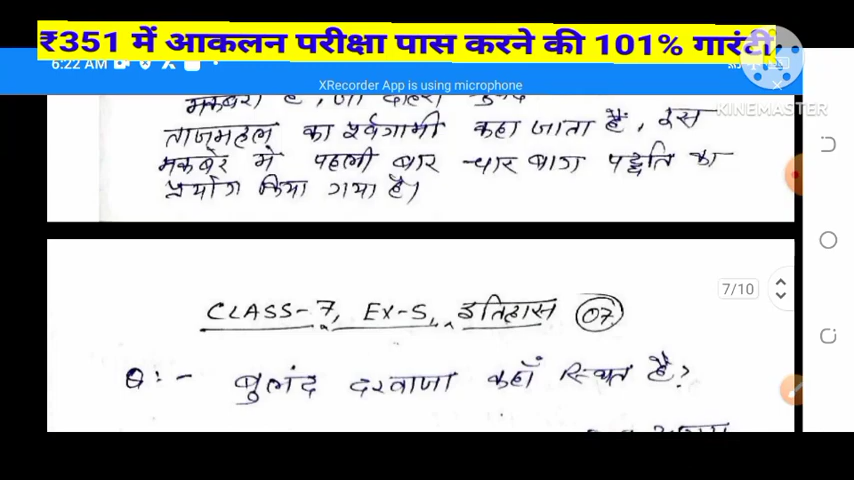 ₹351 में आकलन परीक्षा पास करने की 101% गारंटी
6:22 AM
XRecorder App is using microphone
KINEMASTER
ताजमहल का पूर्वगामी कहा जाता है, इस
मकबरे में पहली बार चार बाग पद्धति का
प्रयोग किया गया है।
7/10
CLASS-7, EX-5, इतिहास 07
Q:- बुलंद दरवाजा कहाँ स्थित है?